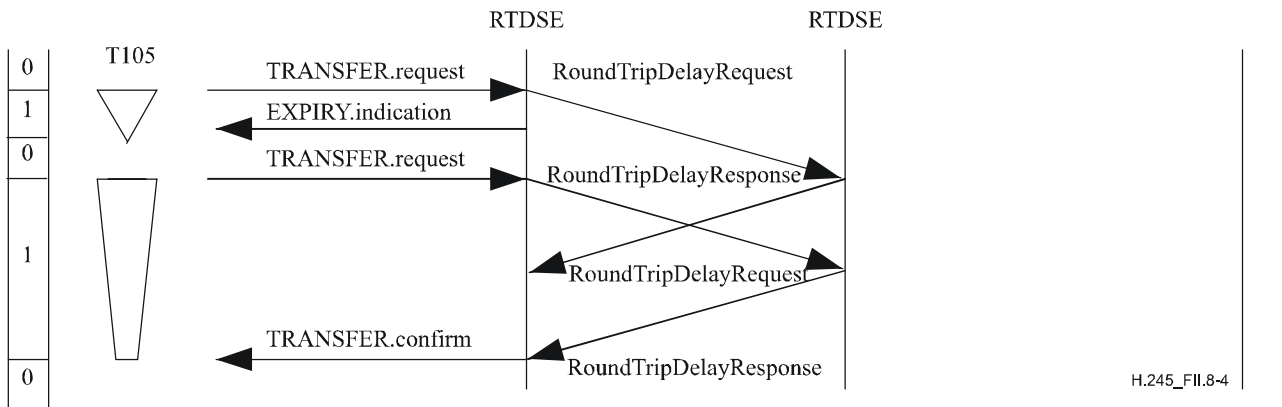 RTDSE RTDSE
T105
0
TRANSFER.request RoundTripDelayRequest
1
EXPIRY.indication
0
TRANSFER.request RoundTripDelayResponse
1
RoundTripDelayRequest
TRANSFER.confirm
RoundTripDelayResponse
0
H.245_FII.8-4